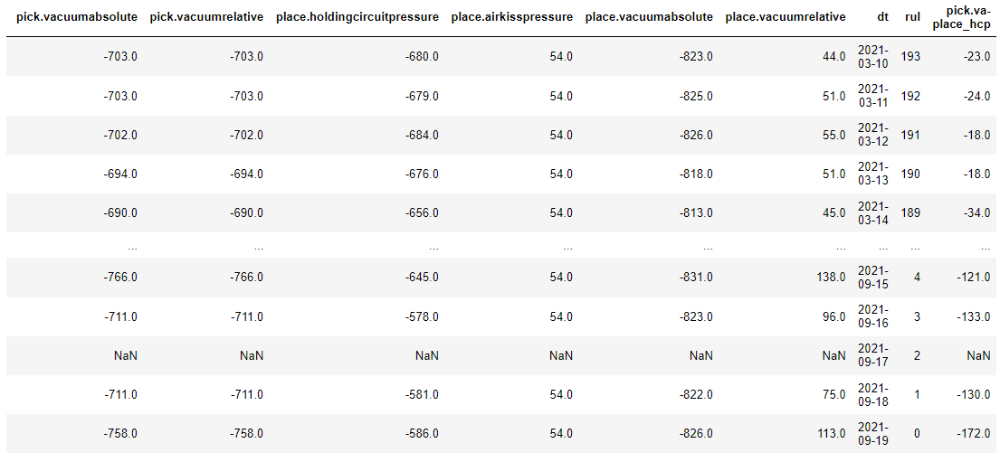 pick.vacuumabsolute pick.vacuumrelative place.holdingcircuitpressure place.airkisspressure place.vacuumabsolute place.vacuumrelative dt rul pick.va-
place_hcp
-703.0 -703.0 -680.0 54.0 -823.0 44.0 2021-
03-10 193 -23.0
-703.0 -703.0 -679.0 54.0 -825.0 51.0 2021-
03-11 192 -24.0
-702.0 -702.0 -684.0 54.0 -826.0 55.0 2021-
03-12 191 -18.0
-694.0 -694.0 -676.0 54.0 -818.0 51.0 2021-
03-13 190 -18.0
-690.0 -690.0 -656.0 54.0 -813.0 45.0 2021-
03-14 189 -34.0
... ... ... ... ... ... ... ... ...
-766.0 -766.0 -645.0 54.0 -831.0 138.0 2021-
09-15 4 -121.0
-711.0 -711.0 -578.0 54.0 -823.0 96.0 2021-
09-16 3 -133.0
NaN NaN NaN NaN NaN NaN 2021-
09-17 2 NaN
-711.0 -711.0 -581.0 54.0 -822.0 75.0 2021-
09-18 1 -130.0
-758.0 -758.0 -586.0 54.0 -826.0 113.0 2021-
09-19 0 -172.0